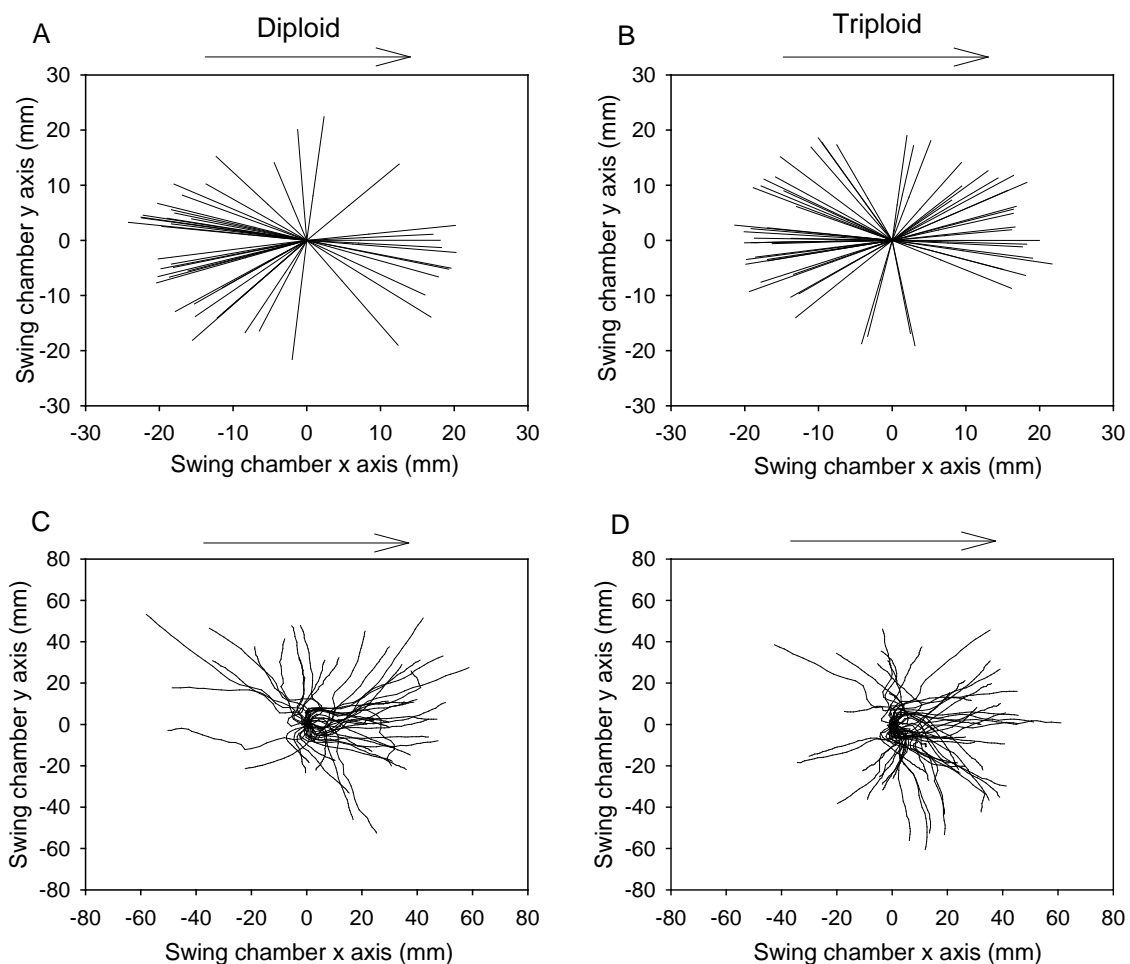 A
Diploid
B
Triploid
30
20
10
0
-10
-20
-30
Swing chamber y axis (mm)
-30 -20 -10 0 10 20 30
Swing chamber x axis (mm)
30
20
10
0
-10
-20
-30
Swing chamber y axis (mm)
-30 -20 -10 0 10 20 30
Swing chamber x axis (mm)
C
D
80
60
40
20
0
-20
-40
-60
-80
Swing chamber y axis (mm)
-80 -60 -40 -20 0 20 40 60 80
Swing chamber x axis (mm)
80
60
40
20
0
-20
-40
-60
-80
Swing chamber y axis (mm)
-80 -60 -40 -20 0 20 40 60 80
Swing chamber x axis (mm)